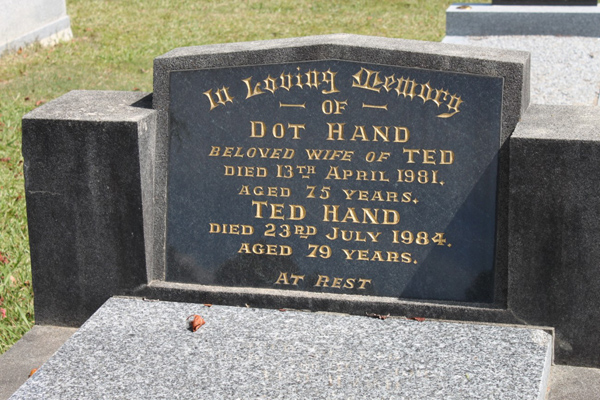 In Loving Memory
OF
DOT HAND
BELOVED WIFE OF TED
DIED 13TH APRIL 1981.
AGED 75 YEARS.
TED HAND
DIED 23RD JULY 1984.
AGED 79 YEARS.
AT REST